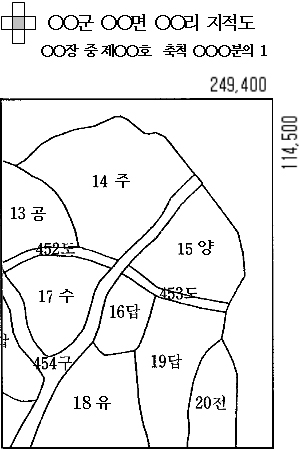 ○○군 ○○면 ○○리 지적도
○○장 중 제○○호 축척 ○○○분의 1
249,400
114,500
14 주
13 공
452도
15 양
17 수
453도
16답
답
454구
19답
18 유
20전